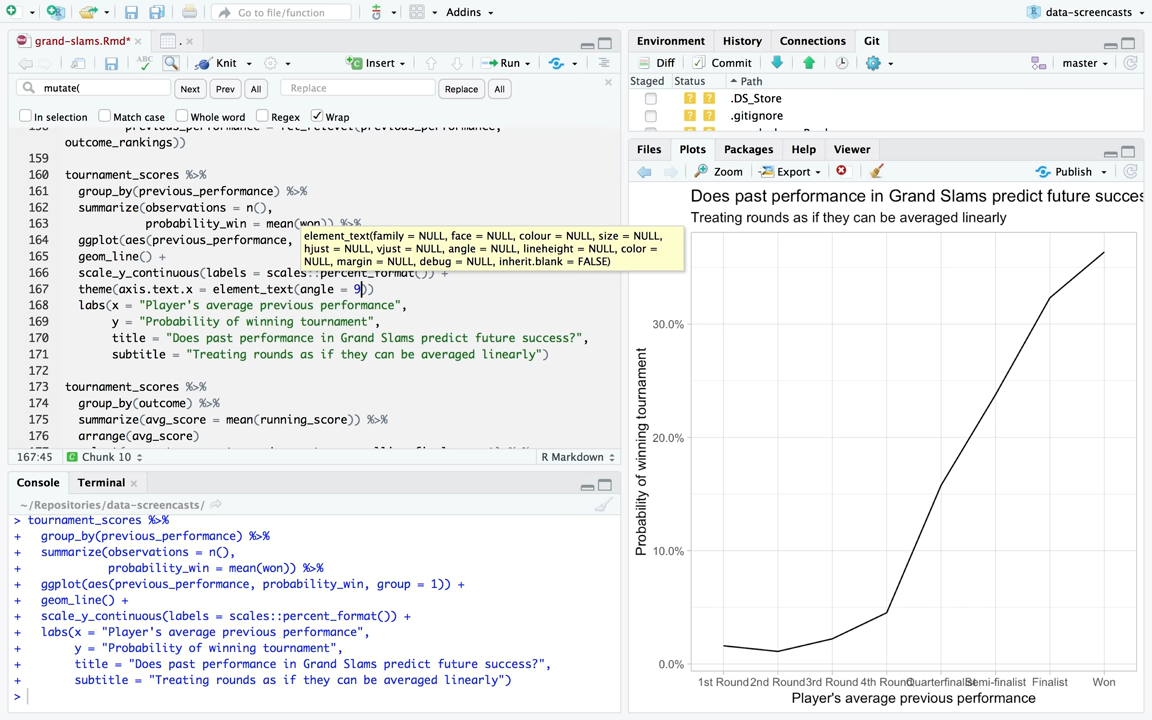 Go to file/function
Addins
data-screencasts
grand-slams.Rmd*
.
Knit
Insert
Run
mutate(
Next
Prev
All
Replace
Replace
All
In selection
Match case
Whole word
Regex
Wrap
outcome_rankings))
159
160 tournament_scores %>%
161 group_by(previous_performance) %>%
162 summarize(observations = n(),
163 probability_win = mean(won)) %>%
164 ggplot(aes(previous_performance,
165 geom_line() +
166 scale_y_continuous(labels = scales::percent_format()) +
167 theme(axis.text.x = element_text(angle = 9))
168 labs(x = "Player's average previous performance",
169 y = "Probability of winning tournament",
170 title = "Does past performance in Grand Slams predict future success?",
171 subtitle = "Treating rounds as if they can be averaged linearly")
172
173 tournament_scores %>%
174 group_by(outcome) %>%
175 summarize(avg_score = mean(running_score)) %>%
176 arrange(avg_score)
element_text(family = NULL, face = NULL, colour = NULL, size = NULL,
hjust = NULL, vjust = NULL, angle = NULL, lineheight = NULL, color =
NULL, margin = NULL, debug = NULL, inherit.blank = FALSE)
167:45
Chunk 10
R Markdown
Console
Terminal
~/Repositories/data-screencasts/
> tournament_scores %>%
+ group_by(previous_performance) %>%
+ summarize(observations = n(),
+ probability_win = mean(won)) %>%
+ ggplot(aes(previous_performance, probability_win, group = 1)) +
+ geom_line() +
+ scale_y_continuous(labels = scales::percent_format()) +
+ labs(x = "Player's average previous performance",
+ y = "Probability of winning tournament",
+ title = "Does past performance in Grand Slams predict future success?",
+ subtitle = "Treating rounds as if they can be averaged linearly")
>
Environment
History
Connections
Git
Diff
Commit
master
Staged
Status
Path
.DS_Store
.gitignore
Files
Plots
Packages
Help
Viewer
Zoom
Export
Publish
Does past performance in Grand Slams predict future succes
Treating rounds as if they can be averaged linearly
Probability of winning tournament
30.0%
20.0%
10.0%
0.0%
1st Round
2nd Round
3rd Round
4th Round
Quarterfinalist
Semi-finalist
Finalist
Won
Player's average previous performance